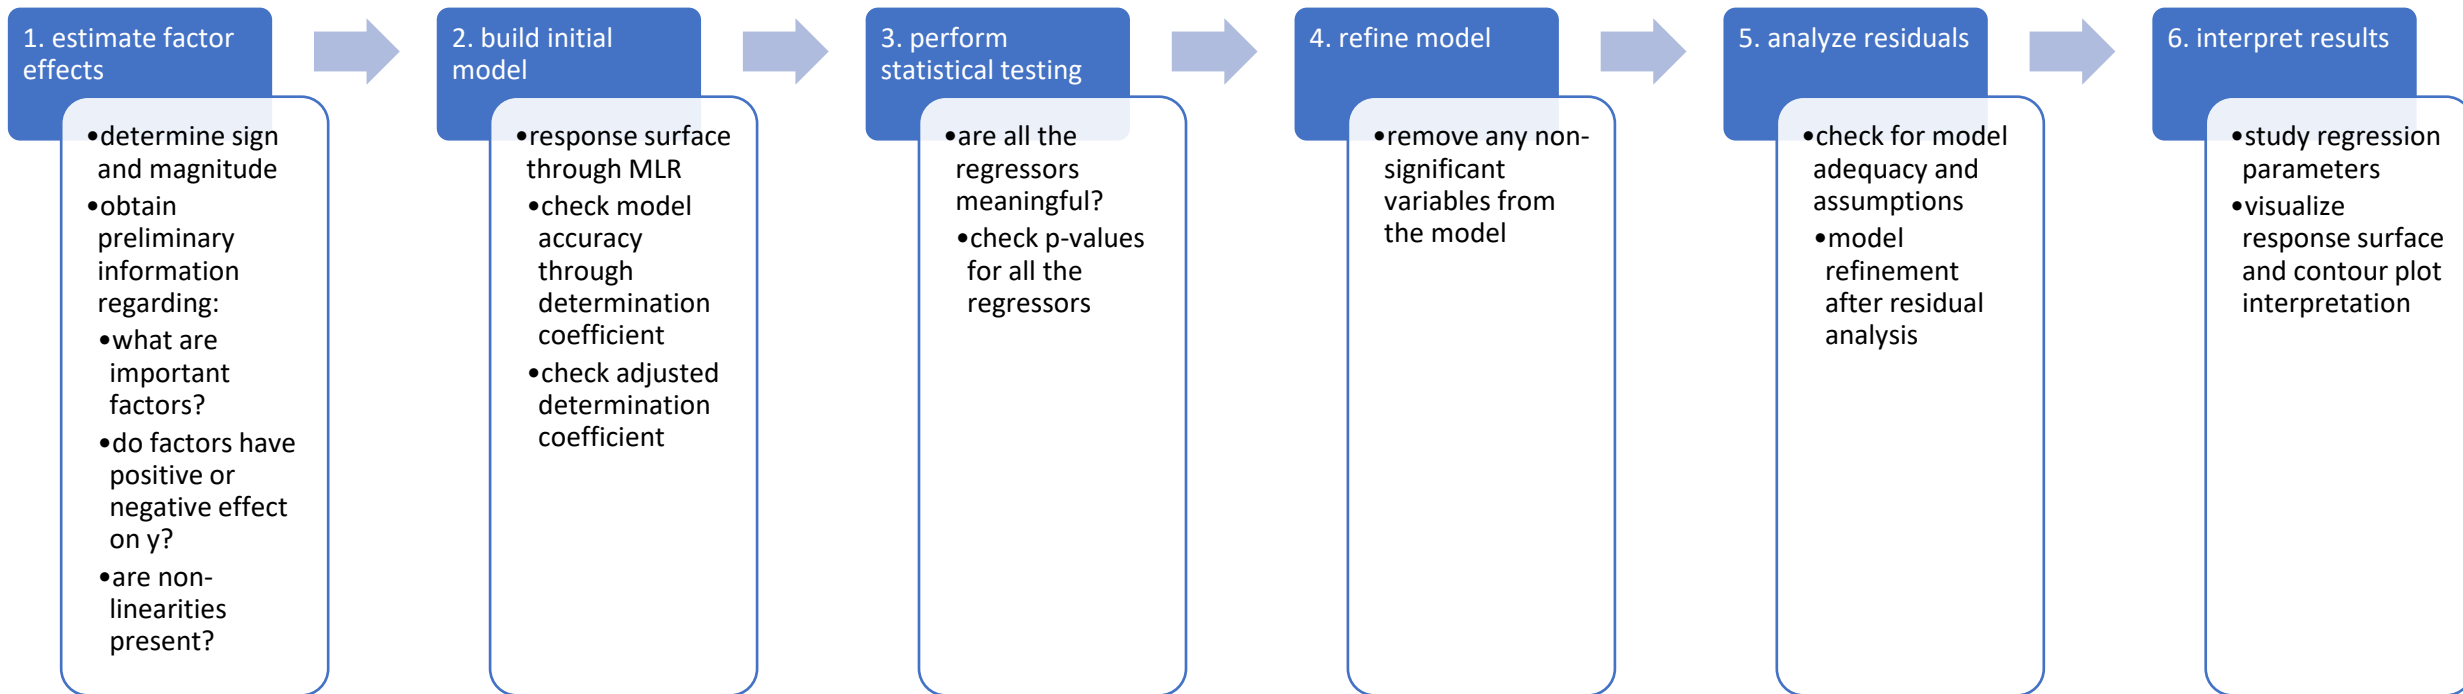 1. estimate factor
effects
•determine sign
and magnitude
•obtain
preliminary
information
regarding:
•what are
important
factors?
•do factors have
positive or
negative effect
on y?
•are non-
linearities
present?
2. build initial
model
•response surface
through MLR
•check model
accuracy
through
determination
coefficient
•check adjusted
determination
coefficient
3. perform
statistical testing
•are all the
regressors
meaningful?
•check p-values
for all the
regressors
4. refine model
•remove any non-
significant
variables from
the model
5. analyze residuals
•check for model
adequacy and
assumptions
•model
refinement
after residual
analysis
6. interpret results
•study regression
parameters
•visualize
response surface
and contour plot
interpretation